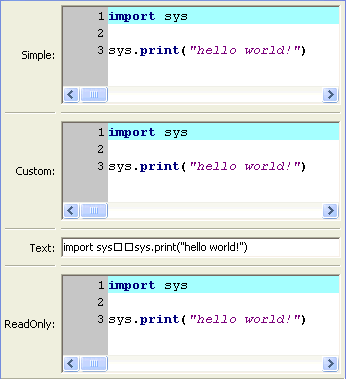 Simple:
1 import sys
2
3 sys.print("hello world!")
Custom:
1 import sys
2
3 sys.print("hello world!")
Text: import sys□□sys.print("hello world!")
ReadOnly:
1 import sys
2
3 sys.print("hello world!")